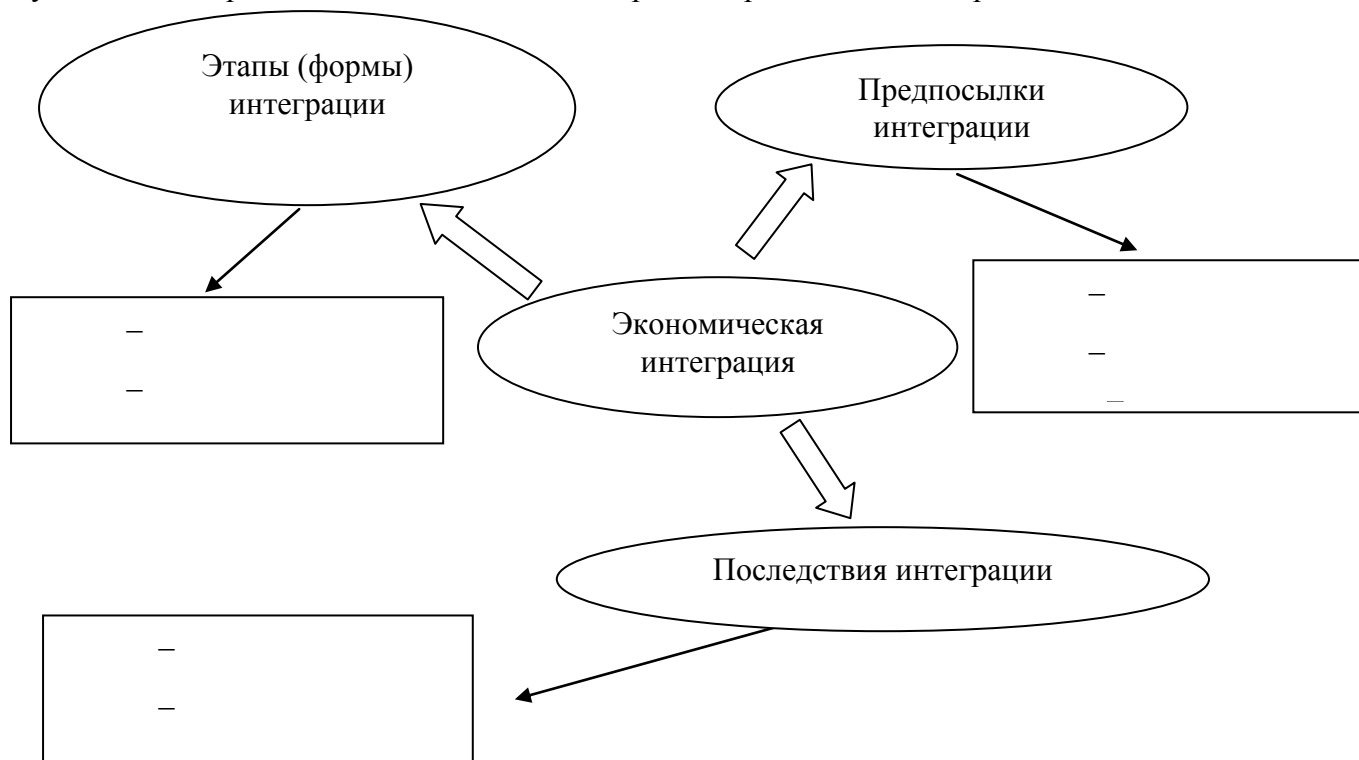 Этапы (формы)
интеграции
Предпосылки
интеграции
–
–
–
–
–
Экономическая
интеграция
Последствия интеграции
–
–